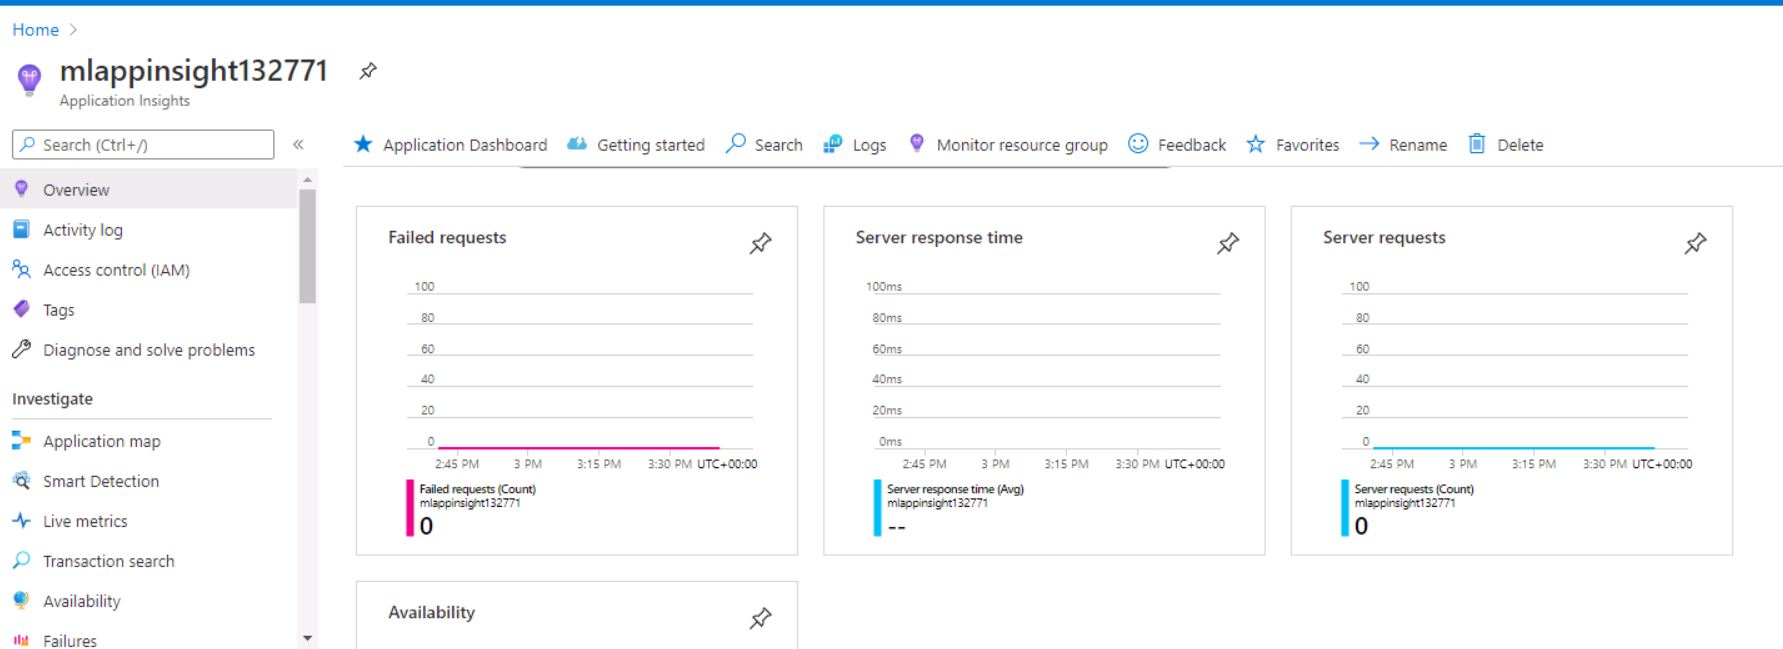 Home
mlappinsight132771
Application Insights
Search (Ctrl+/)
«
Application Dashboard Getting started Search Logs Monitor resource group Feedback Favorites Rename Delete
Overview
Activity log
Access control (IAM)
Tags
Diagnose and solve problems
Investigate
Application map
Smart Detection
Live metrics
Transaction search
Availability
Failures
Failed requests
100
80
60
40
20
0
2:45 PM 3 PM 3:15 PM 3:30 PM UTC+00:00
Failed requests (Count)
mlappinsight132771
0
Server response time
100ms
80ms
60ms
40ms
20ms
0ms
2:45 PM 3 PM 3:15 PM 3:30 PM UTC+00:00
Server response time (Avg)
mlappinsight132771
--
Server requests
100
80
60
40
20
0
2:45 PM 3 PM 3:15 PM 3:30 PM UTC+00:00
Server requests (Count)
mlappinsight132771
0
Availability